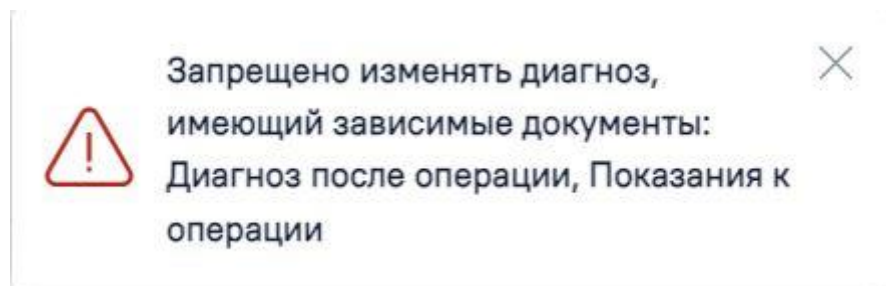 Запрещено изменять диагноз,
имеющий зависимые документы:
Диагноз после операции, Показания к
операции